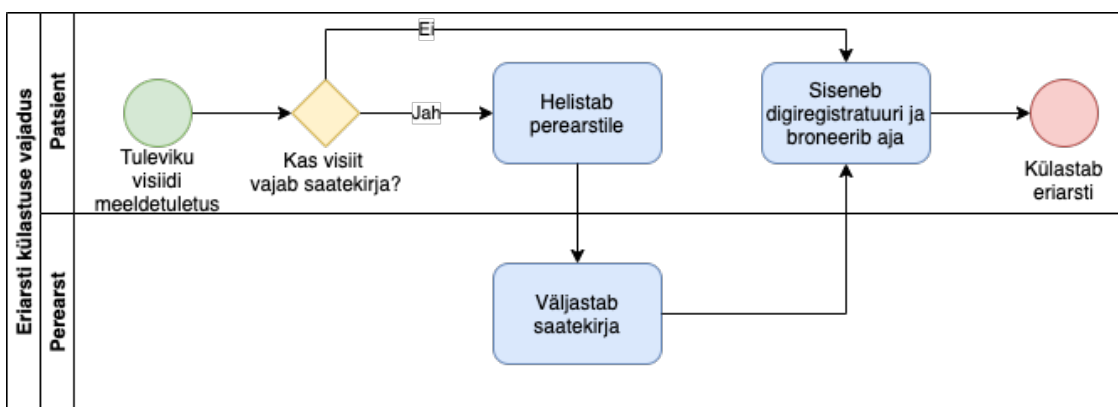 Eriarsti külastuse vajadus
Patsient
Tuleviku
visiidi
meeldetuletus
Kas visiit
vajab saatekirja?
Ei
Jah
Helistab
perearstile
Siseneb
digiregistratuuri ja
broneerib aja
Külastab
eriarsti
Perearst
Väljastab
saatekirja